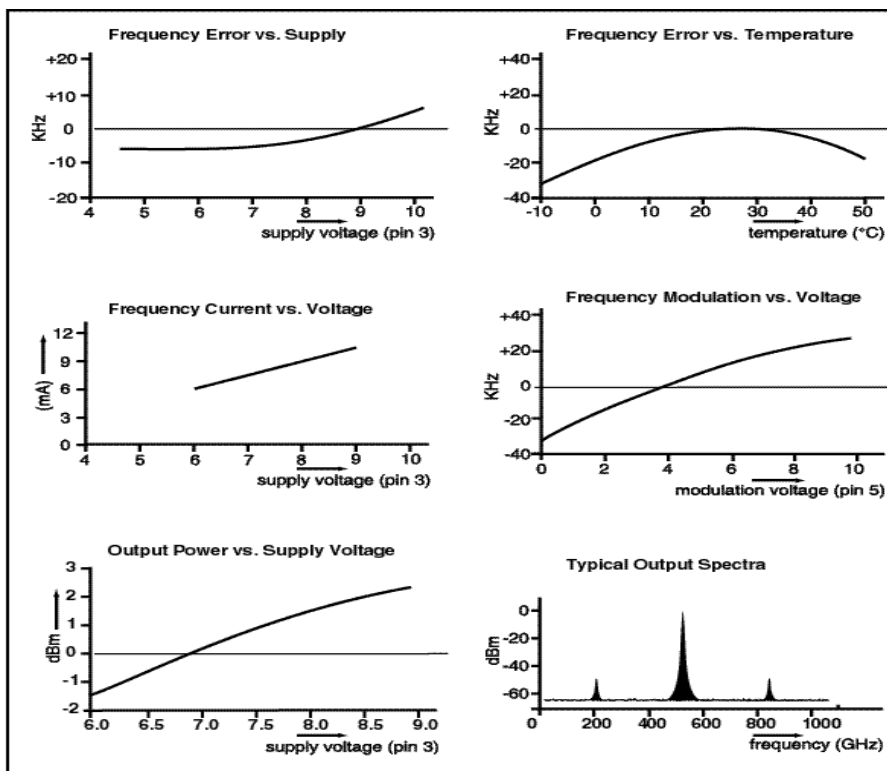 Frequency Error vs. Supply
+20
+10
0
-10
-20
KHz
4 5 6 7 8 9 10
supply voltage (pin 3)
Frequency Error vs. Temperature
+40
+20
0
-20
-40
KHz
-10 0 10 20 30 40 50
temperature (°C)
Frequency Current vs. Voltage
12
9
6
3
0
(mA)
4 5 6 7 8 9 10
supply voltage (pin 3)
Frequency Modulation vs. Voltage
+40
+20
0
-20
-40
KHz
0 2 4 6 8 10
modulation voltage (pin 5)
Output Power vs. Supply Voltage
3
2
1
0
-1
-2
dBm
6.0 6.5 7.0 7.5 8.0 8.5 9.0
supply voltage (pin 3)
Typical Output Spectra
0
-20
-40
-60
dBm
0 200 400 600 800 1000
frequency (GHz)